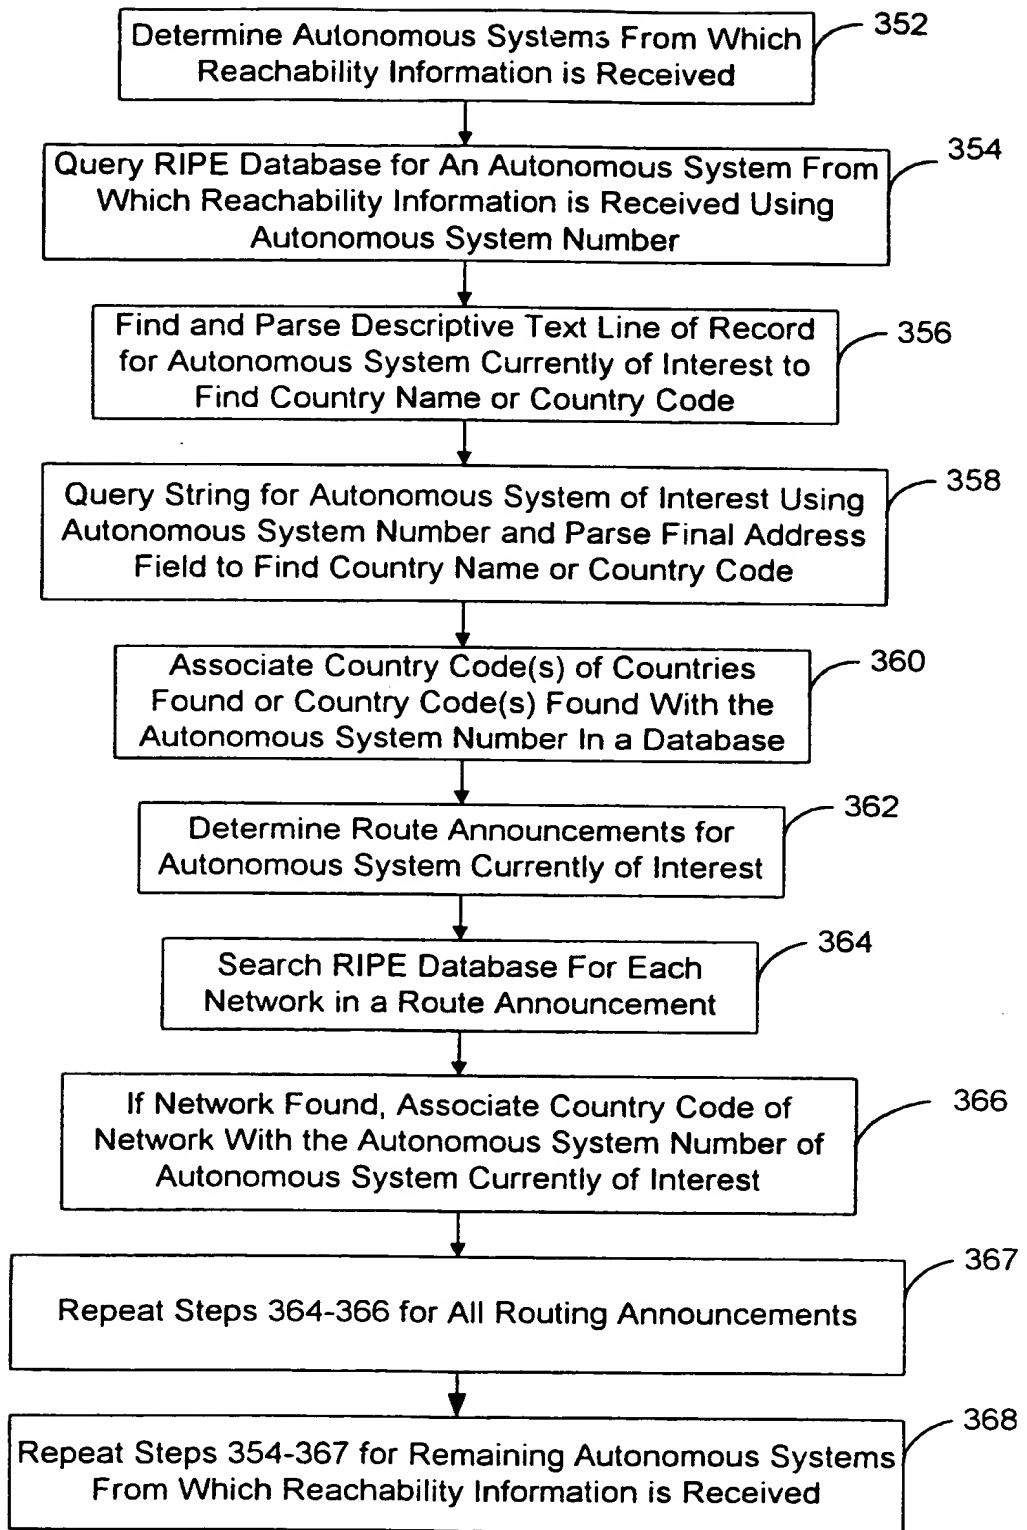 Determine Autonomous Systems From Which
Reachability Information is Received
352
Query RIPE Database for An Autonomous System From
Which Reachability Information is Received Using
Autonomous System Number
354
Find and Parse Descriptive Text Line of Record
for Autonomous System Currently of Interest to
Find Country Name or Country Code
356
Query String for Autonomous System of Interest Using
Autonomous System Number and Parse Final Address
Field to Find Country Name or Country Code
358
Associate Country Code(s) of Countries
Found or Country Code(s) Found With the
Autonomous System Number In a Database
360
Determine Route Announcements for
Autonomous System Currently of Interest
362
Search RIPE Database For Each
Network in a Route Announcement
364
If Network Found, Associate Country Code of
Network With the Autonomous System Number of
Autonomous System Currently of Interest
366
Repeat Steps 364-366 for All Routing Announcements
367
Repeat Steps 354-367 for Remaining Autonomous Systems
From Which Reachability Information is Received
368